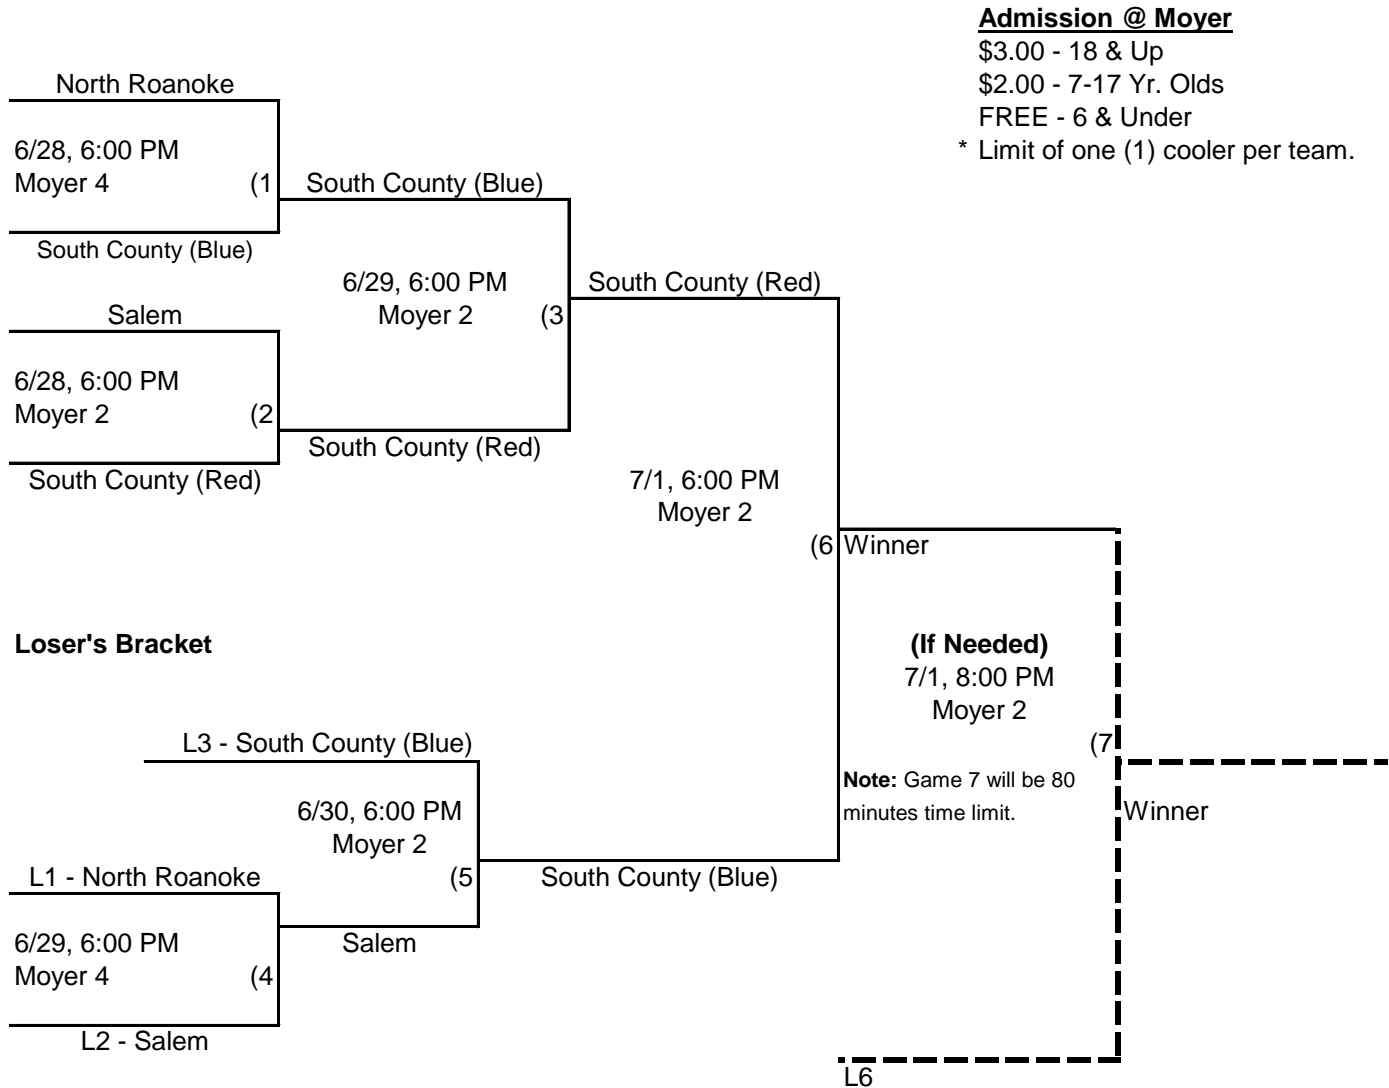 Admission @ Moyer
$3.00 - 18 & Up
$2.00 - 7-17 Yr. Olds
FREE - 6 & Under
* Limit of one (1) cooler per team.
North Roanoke
6/28, 6:00 PM
Moyer 4 (1
South County (Blue)
South County (Blue)
6/29, 6:00 PM
Moyer 2 (3
South County (Red)
Salem
6/28, 6:00 PM
Moyer 2 (2
South County (Red)
South County (Red)
7/1, 6:00 PM
Moyer 2
(6 Winner
Loser's Bracket
(If Needed)
7/1, 8:00 PM
Moyer 2
(7
L3 - South County (Blue)
Note: Game 7 will be 80
minutes time limit.
Winner
6/30, 6:00 PM
Moyer 2
(5
South County (Blue)
L1 - North Roanoke
6/29, 6:00 PM
Moyer 4 (4
Salem
L2 - Salem
L6